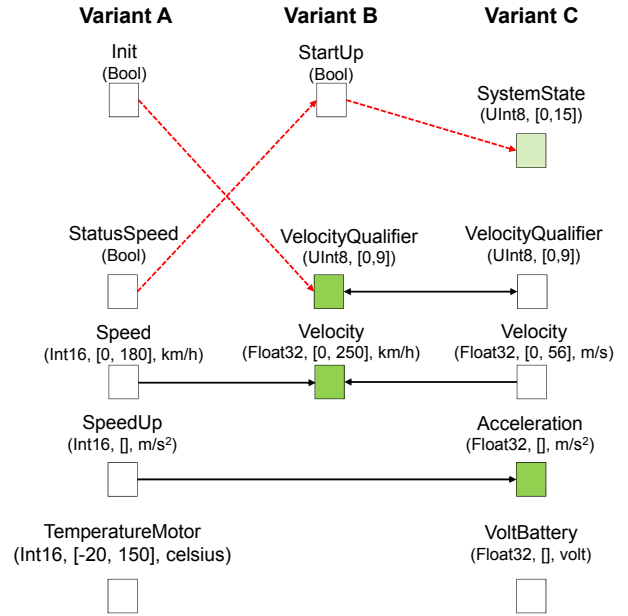 Variant A Variant B Variant C
Init
(Bool)
StartUp
(Bool)
SystemState
(UInt8, [0,15])
StatusSpeed
(Bool)
VelocityQualifier
(UInt8, [0,9])
VelocityQualifier
(UInt8, [0,9])
Speed
(Int16, [0, 180], km/h)
Velocity
(Float32, [0, 250], km/h)
Velocity
(Float32, [0, 56], m/s)
SpeedUp
(Int16, [], m/s²)
Acceleration
(Float32, [], m/s²)
TemperatureMotor
(Int16, [-20, 150], celsius)
VoltBattery
(Float32, [], volt)